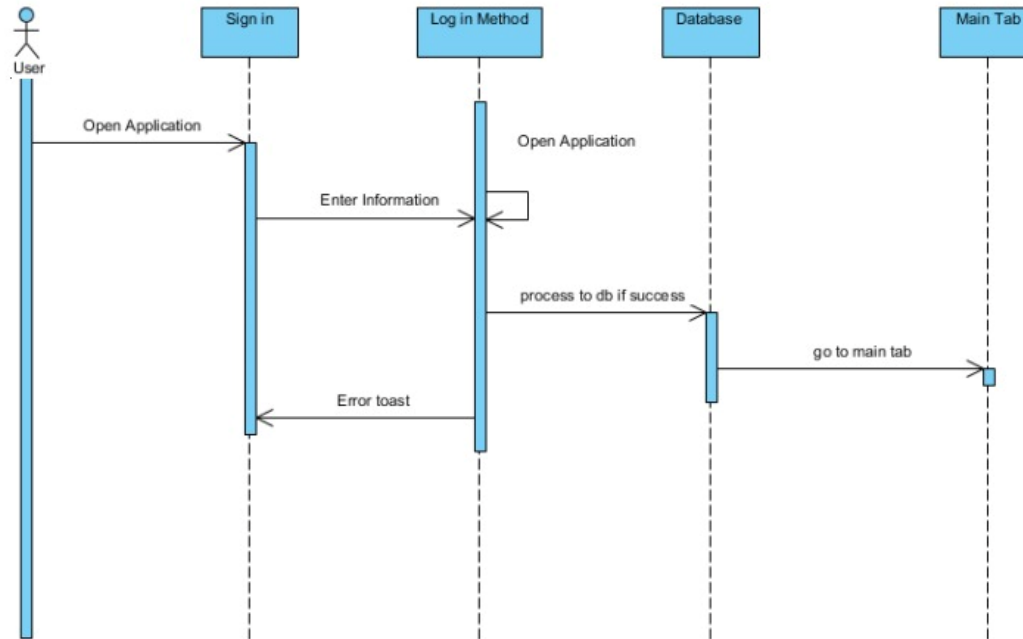 Sign in
Log in Method
Database
Main Tab
User
Open Application
Open Application
Enter Information
process to db if success
go to main tab
Error toast